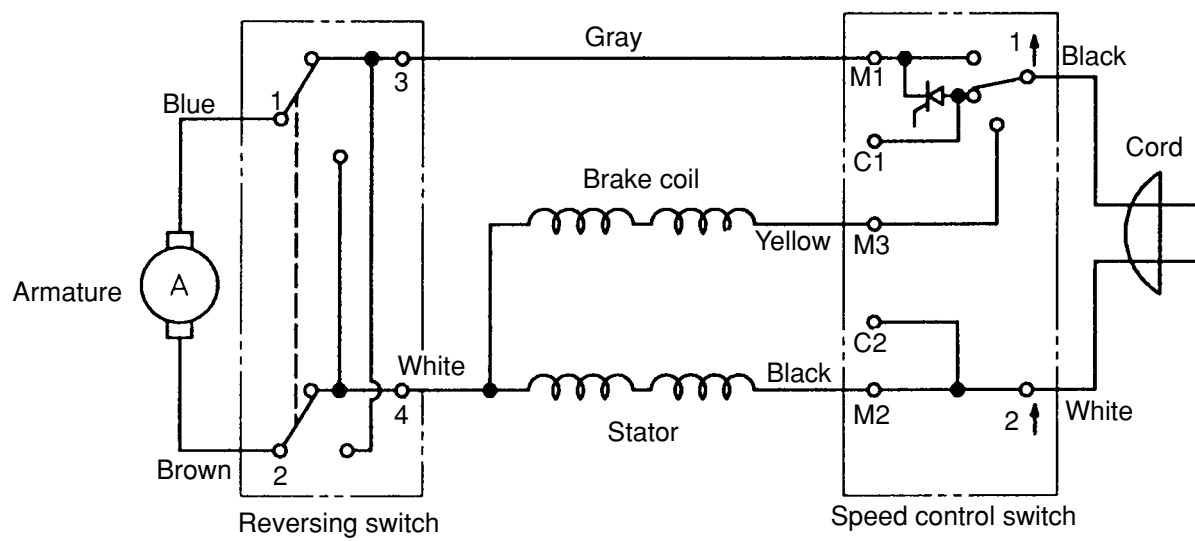 Gray
1
Black
3
M1
1
Blue
C1
Cord
Brake coil
Yellow
M3
Armature
A
C2
White
Black
M2
4
2
White
Stator
Brown
2
Reversing switch
Speed control switch